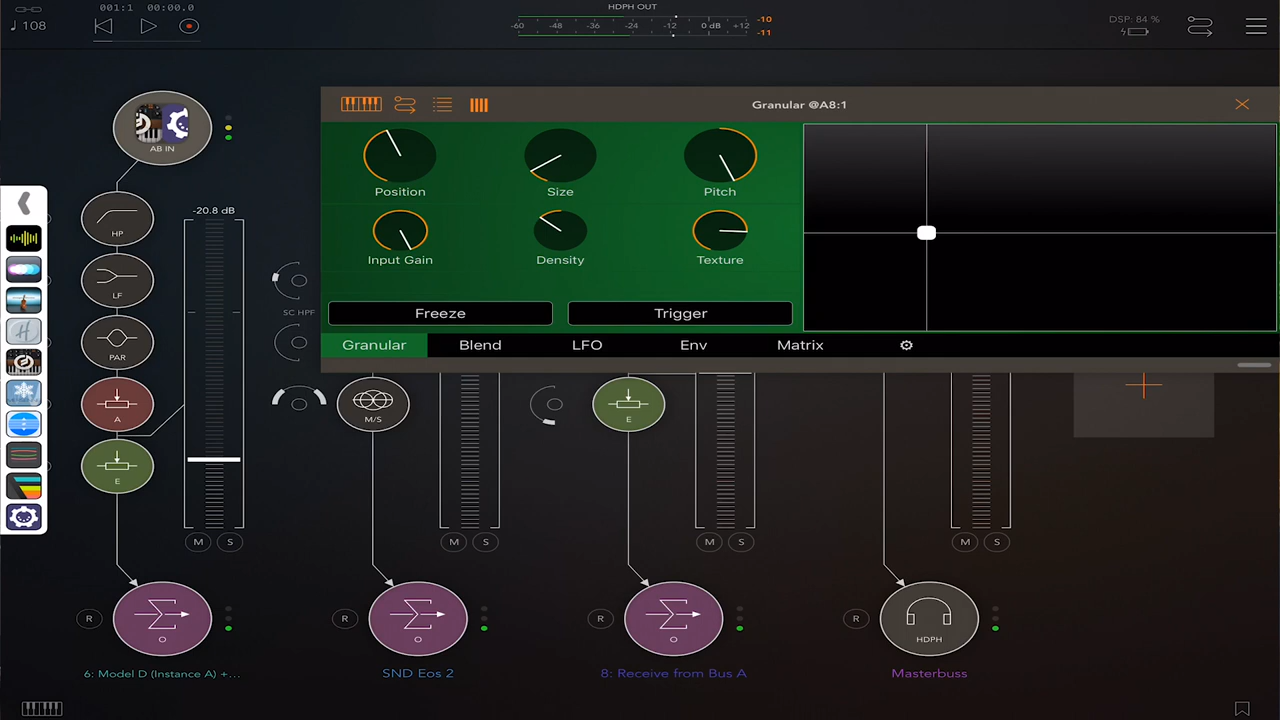 HDPH OUT
001:1 00:00.0
♩ 108
-60 -48 -36 -24 -12 0 dB +12
-10
-11
DSP: 84 %
Granular @A8:1
AB IN
Position Size Pitch
-20.8 dB
HP
Input Gain Density Texture
LF
SC HPF
Freeze Trigger
Granular Blend LFO Env Matrix
PAR
A
M/S
E
E
M S M S M S M S
R O R O R O R HDPH
6: Model D (Instance A) +...
SND Eos 2
8: Receive from Bus A
Masterbuss